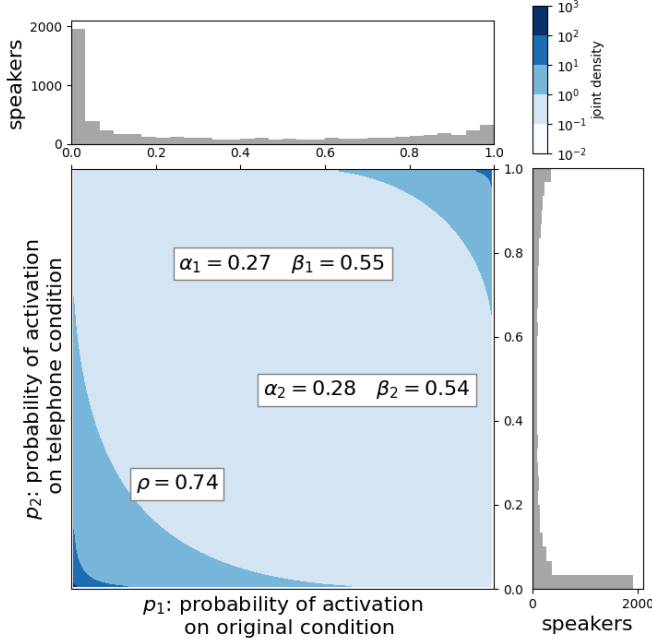 speakers
2000
1000
0
0.0 0.2 0.4 0.6 0.8 1.0
10³
10²
10¹
10⁰
10⁻¹
10⁻²
joint density
p₂: probability of activation
on telephone condition
α₁ = 0.27 β₁ = 0.55
α₂ = 0.28 β₂ = 0.54
ρ = 0.74
1.0
0.8
0.6
0.4
0.2
0.0
p₁: probability of activation
on original condition
0 2000
speakers